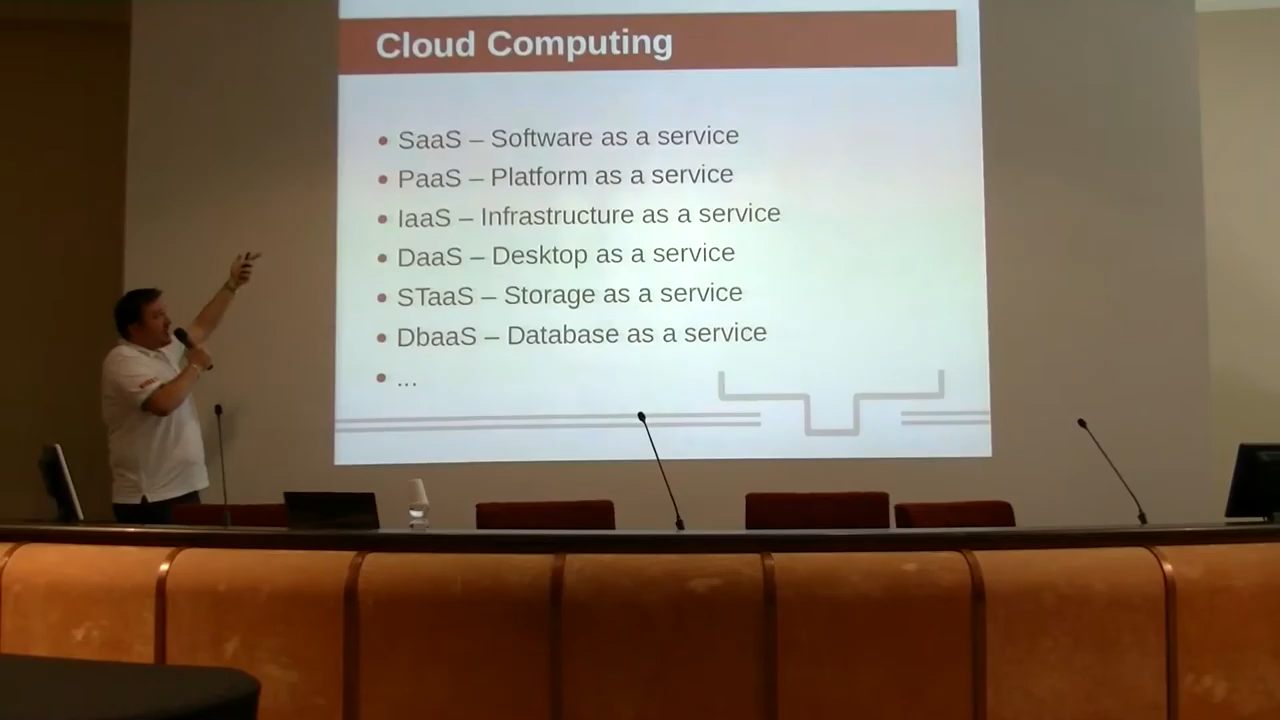 Cloud Computing
• SaaS – Software as a service
• PaaS – Platform as a service
• IaaS – Infrastructure as a service
• DaaS – Desktop as a service
• STaaS – Storage as a service
• DbaaS – Database as a service
• ...